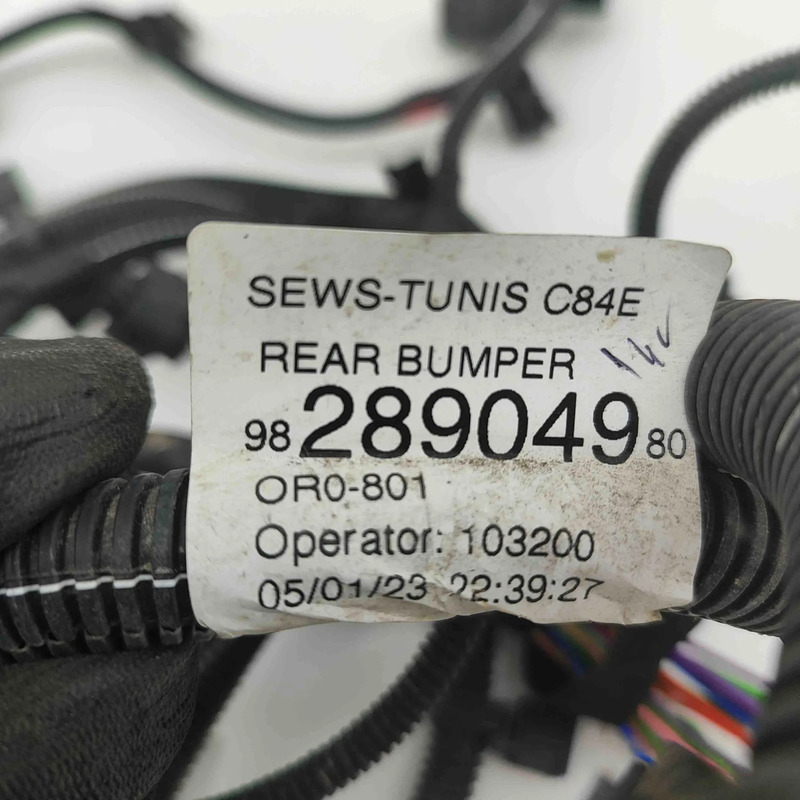 SEWS-TUNIS C84E
REAR BUMPER
98 289049 80
OR0-801
Operator: 103200
05/01/23 22:39:27